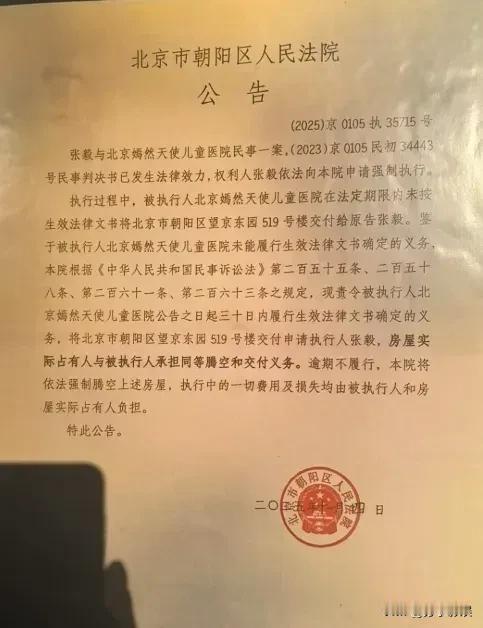 北京市朝阳区人民法院
公 告
(2025)京 0105 执 35715 号
张毅与北京嫣然天使儿童医院民事一案，(2023)京 0105 民初 34443
号民事判决书已发生法律效力，权利人张毅依法向本院申请强制执行。
执行过程中，被执行人北京嫣然天使儿童医院在法定期限内未按
生效法律文书将北京市朝阳区望京东园 519 号楼交付给原告张毅。鉴
于被执行人北京嫣然天使儿童医院未能履行生效法律文书确定的义务，
本院根据《中华人民共和国民事诉讼法》第二百五十五条、二百五十
八条、第二百六十一条、第二百六十三条之规定，现责令被执行人北
京嫣然天使儿童医院公告之日起三十日内履行生效法律文书确定的义
务，将北京市朝阳区望京东园 519 号楼交付申请执行人张毅，房屋实
际占有人与被执行人承担同等腾空和交付义务。逾期不履行，本院将
依法强制腾空上述房屋，执行中的一切费用及损失均由被执行人和房
屋实际占有人负担。
特此公告。
二〇 五年 月四 日
北京市朝阳区人民法院